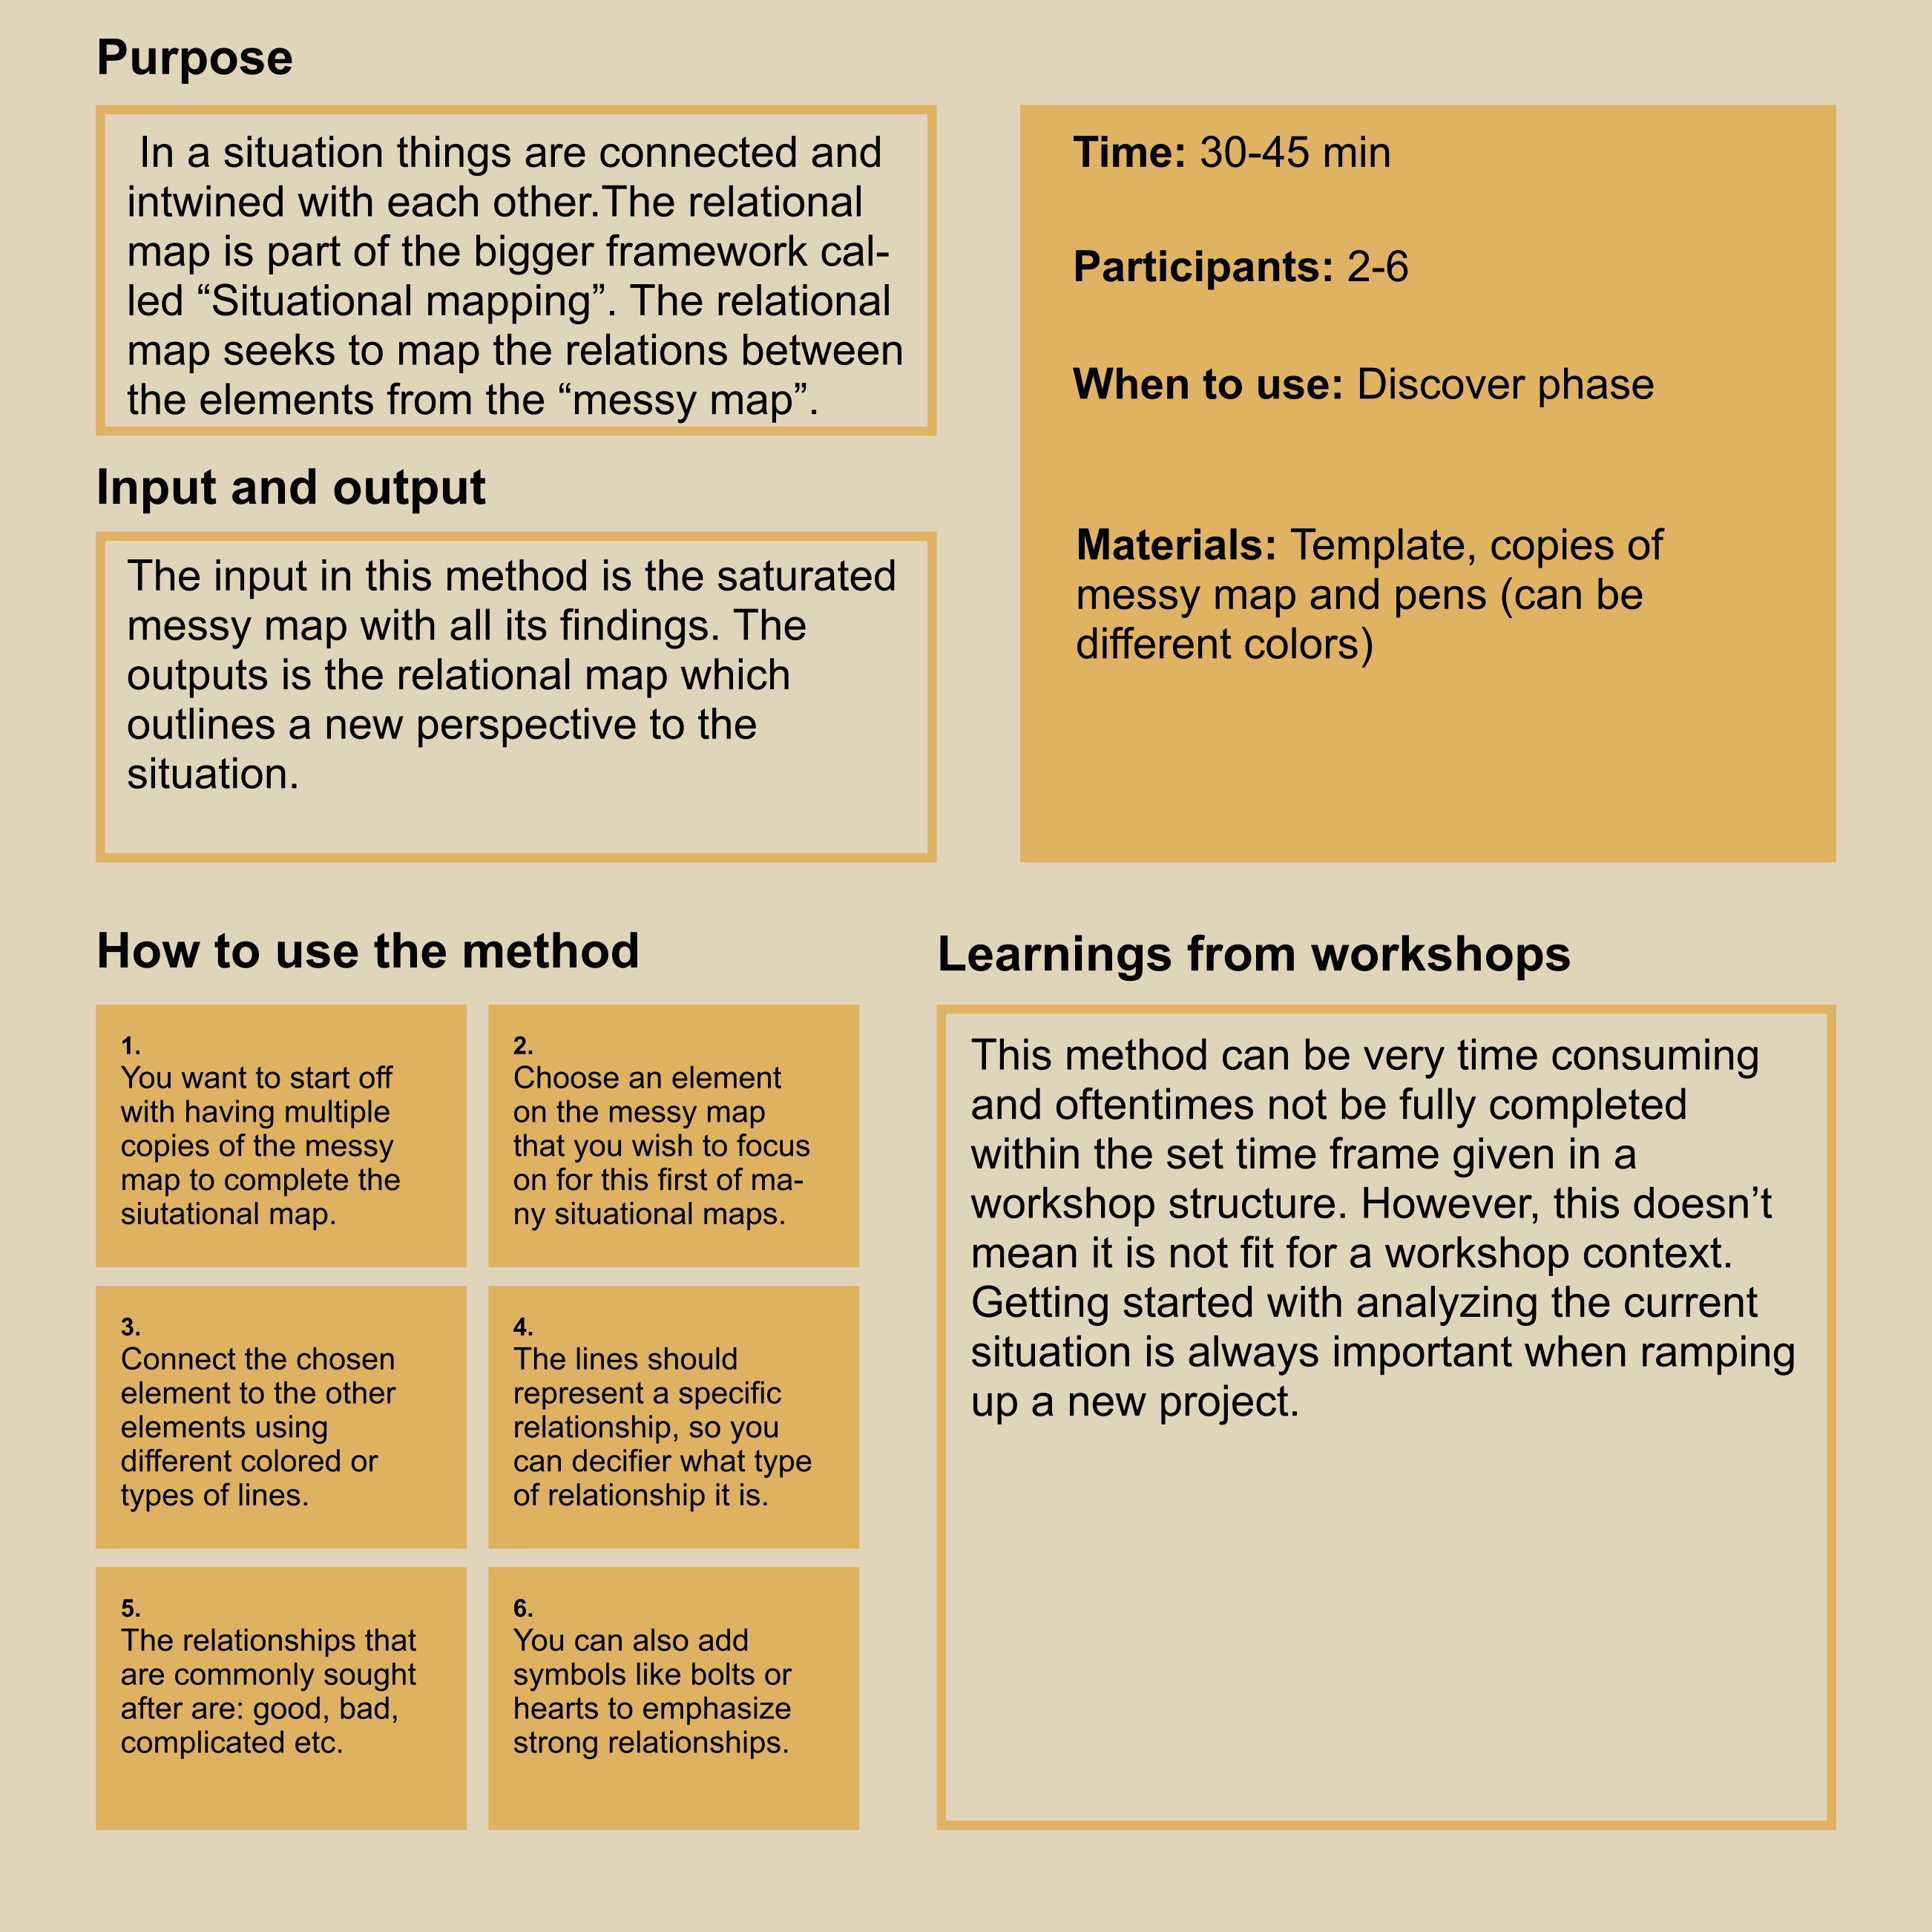 Purpose
In a situation things are connected and
intwined with each other.The relational
map is part of the bigger framework cal-
led “Situational mapping”. The relational
map seeks to map the relations between
the elements from the “messy map”.
Input and output
The input in this method is the saturated
messy map with all its findings. The
outputs is the relational map which
outlines a new perspective to the
situation.
Time: 30-45 min
Participants: 2-6
When to use: Discover phase
Materials: Template, copies of
messy map and pens (can be
different colors)
How to use the method
1.
You want to start off
with having multiple
copies of the messy
map to complete the
siutational map.
2.
Choose an element
on the messy map
that you wish to focus
on for this first of ma-
ny situational maps.
3.
Connect the chosen
element to the other
elements using
different colored or
types of lines.
4.
The lines should
represent a specific
relationship, so you
can decifier what type
of relationship it is.
5.
The relationships that
are commonly sought
after are: good, bad,
complicated etc.
6.
You can also add
symbols like bolts or
hearts to emphasize
strong relationships.
Learnings from workshops
This method can be very time consuming
and oftentimes not be fully completed
within the set time frame given in a
workshop structure. However, this doesn’t
mean it is not fit for a workshop context.
Getting started with analyzing the current
situation is always important when ramping
up a new project.